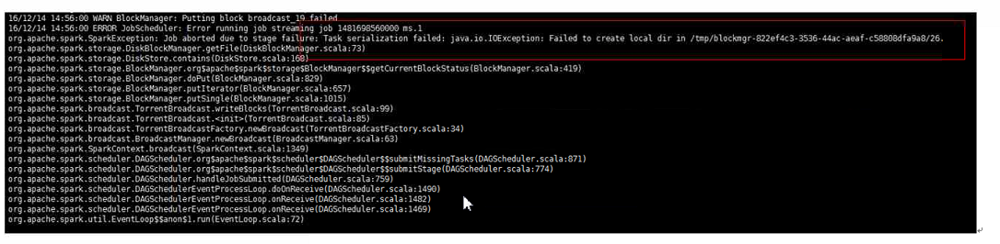 16/12/14 14:56:00 WARN BlockManager: Putting block broadcast_19 failed
16/12/14 14:56:00 ERROR JobScheduler: Error running job streaming job 1481698560000 ms.1
org.apache.spark.SparkException: Job aborted due to stage failure: Task serialization failed: java.io.IOException: Failed to create local dir in /tmp/blockmgr-822ef4c3-3536-44ac-aeaf-c58808dfa9a8/26.
org.apache.spark.storage.DiskBlockManager.getFile(DiskBlockManager.scala:73)
org.apache.spark.storage.DiskStore.contains(DiskStore.scala:168)
org.apache.spark.storage.BlockManager.org$apache$spark$storage$BlockManager$$getCurrentBlockStatus(BlockManager.scala:419)
org.apache.spark.storage.BlockManager.doPut(BlockManager.scala:829)
org.apache.spark.storage.BlockManager.putIterator(BlockManager.scala:657)
org.apache.spark.storage.BlockManager.putSingle(BlockManager.scala:1015)
org.apache.spark.broadcast.TorrentBroadcast.writeBlocks(TorrentBroadcast.scala:99)
org.apache.spark.broadcast.TorrentBroadcast.<init>(TorrentBroadcast.scala:85)
org.apache.spark.broadcast.TorrentBroadcastFactory.newBroadcast(TorrentBroadcastFactory.scala:34)
org.apache.spark.broadcast.BroadcastManager.newBroadcast(BroadcastManager.scala:63)
org.apache.spark.SparkContext.broadcast(SparkContext.scala:1349)
org.apache.spark.scheduler.DAGScheduler.org$apache$spark$scheduler$DAGScheduler$$submitMissingTasks(DAGScheduler.scala:871)
org.apache.spark.scheduler.DAGScheduler.org$apache$spark$scheduler$DAGScheduler$$submitStage(DAGScheduler.scala:774)
org.apache.spark.scheduler.DAGScheduler.handleJobSubmitted(DAGScheduler.scala:759)
org.apache.spark.scheduler.DAGSchedulerEventProcessLoop.doOnReceive(DAGScheduler.scala:1490)
org.apache.spark.scheduler.DAGSchedulerEventProcessLoop.onReceive(DAGScheduler.scala:1482)
org.apache.spark.scheduler.DAGSchedulerEventProcessLoop.onReceive(DAGScheduler.scala:1469)
org.apache.spark.util.EventLoop$$anon$1.run(EventLoop.scala:72)